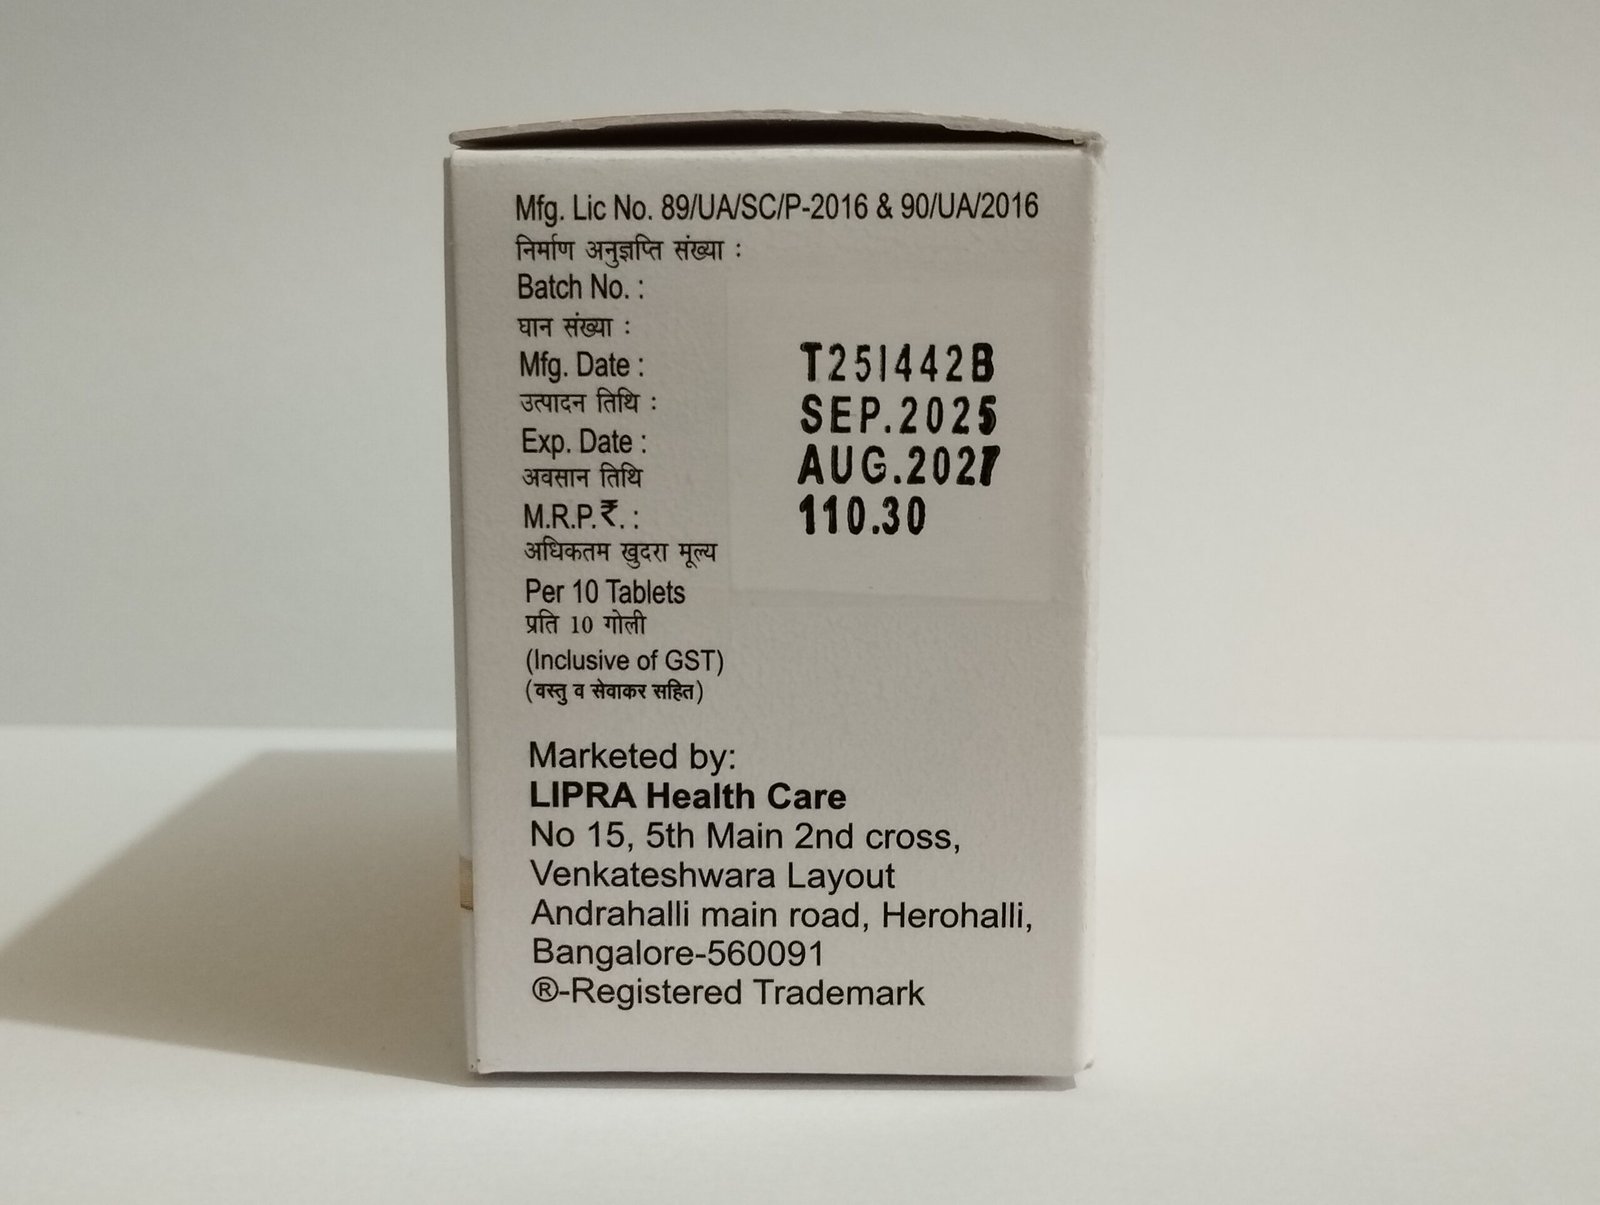 Mfg. Lic No. 89/UA/SC/P-2016 & 90/UA/2016
निर्माण अनुज्ञप्ति संख्या :
Batch No. :
घान संख्या :
Mfg. Date :
उत्पादन तिथि :
Exp. Date :
अवसान तिथि
M.R.P.₹. :
अधिकतम खुदरा मूल्य
Per 10 Tablets
प्रति 10 गोली
(Inclusive of GST)
(वस्तु व सेवाकर सहित)
T251442B
SEP.2025
AUG.2027
110.30
Marketed by:
LIPRA Health Care
No 15, 5th Main 2nd cross,
Venkateshwara Layout
Andrahalli main road, Herohalli,
Bangalore-560091
®-Registered Trademark